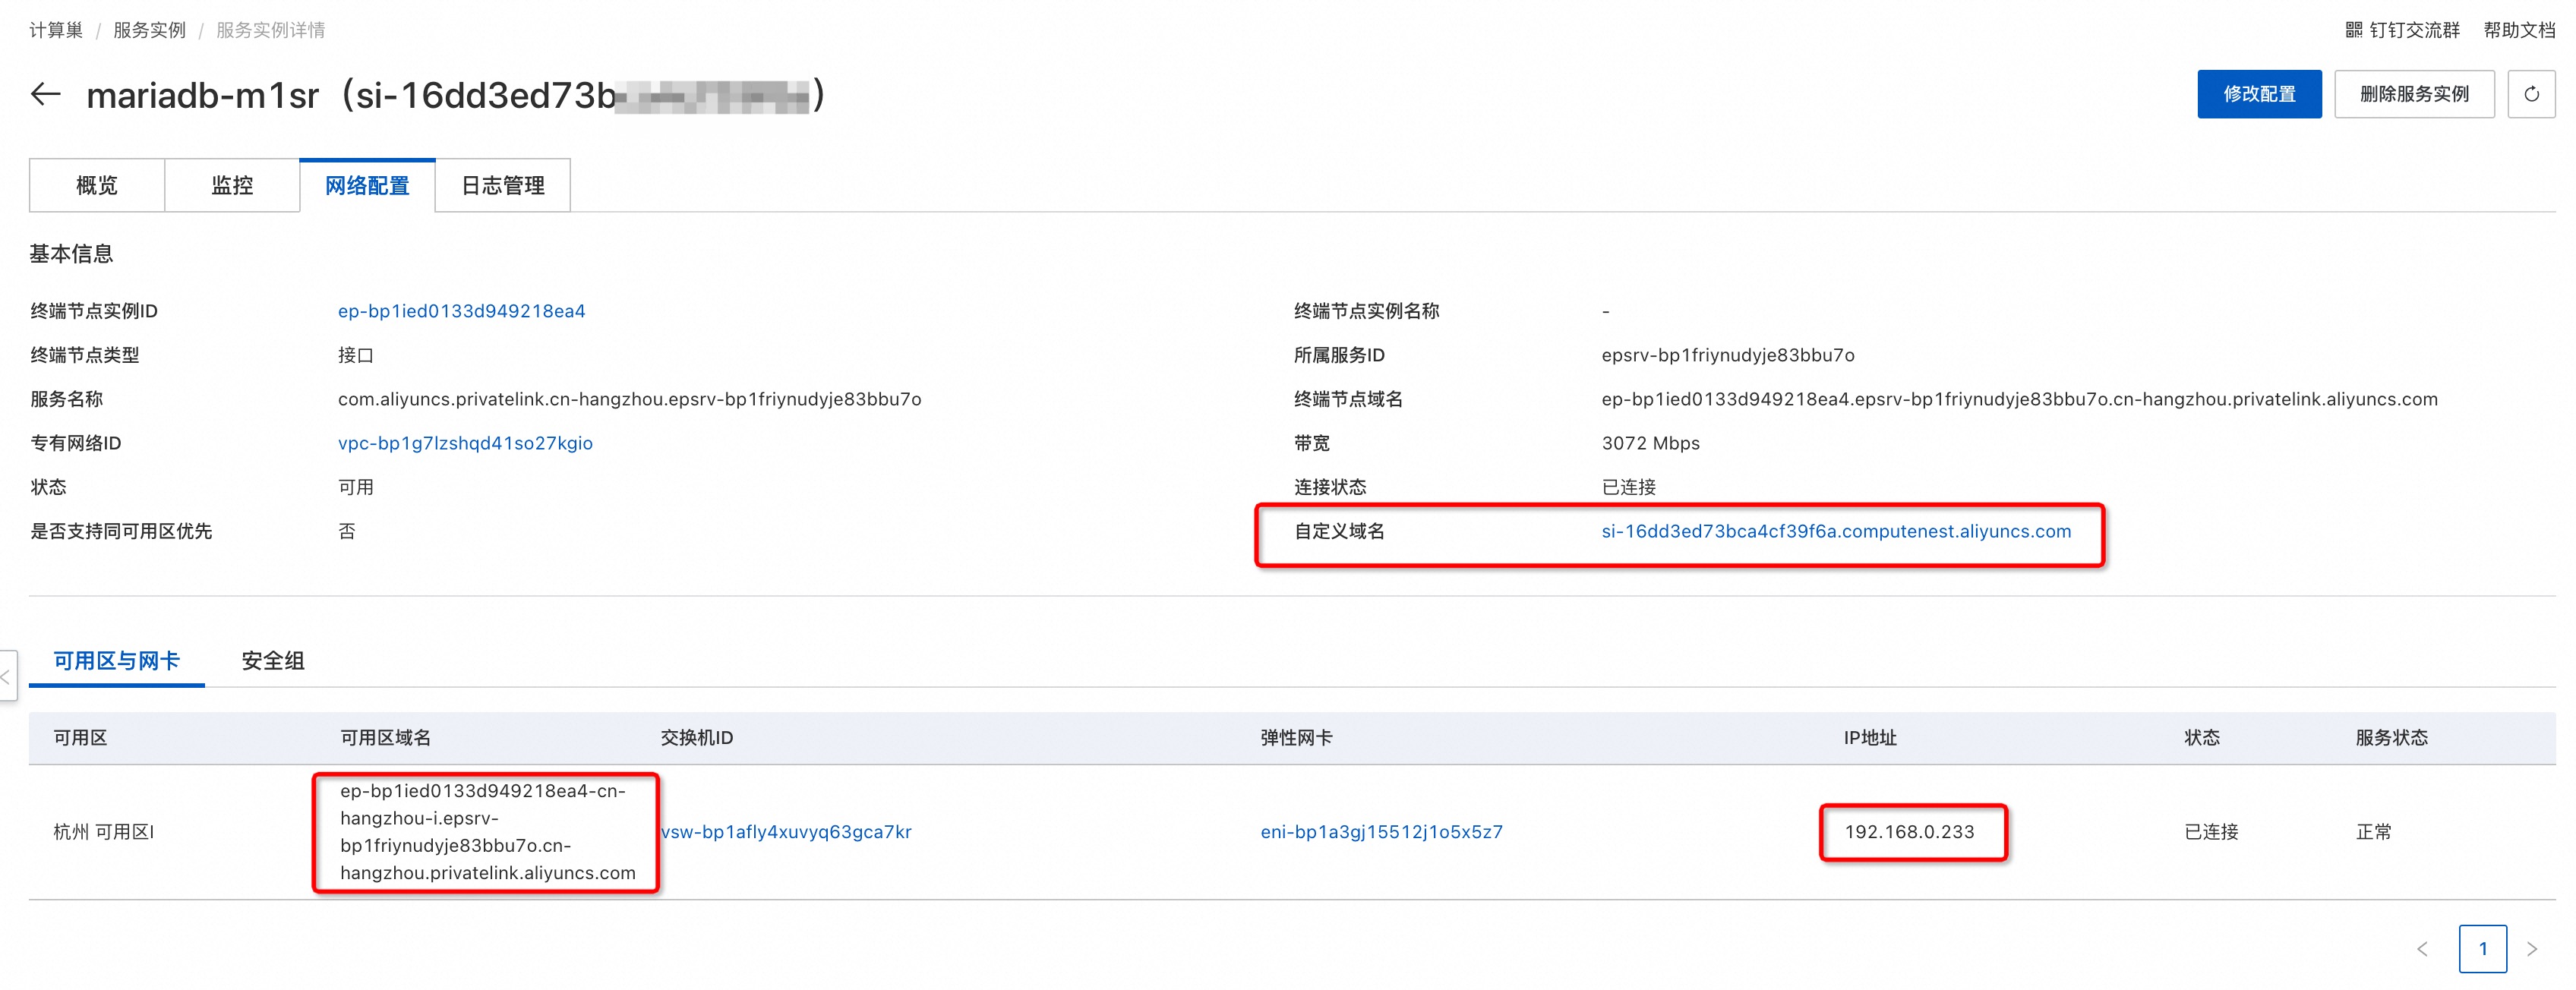 计算巢 / 服务实例 / 服务实例详情
钉钉交流群 帮助文档
mariadb-m1sr（si-16dd3ed73b）
修改配置 删除服务实例
概览 监控 网络配置 日志管理
基本信息
终端节点实例ID ep-bp1ied0133d949218ea4 终端节点实例名称 -
终端节点类型 接口 所属服务ID epsrv-bp1friynudyje83bbu7o
服务名称 com.aliyuncs.privatelink.cn-hangzhou.epsrv-bp1friynudyje83bbu7o 终端节点域名 ep-bp1ied0133d949218ea4.epsrv-bp1friynudyje83bbu7o.cn-hangzhou.privatelink.aliyuncs.com
专有网络ID vpc-bp1g7lzshqd41so27kgio 带宽 3072 Mbps
状态 可用 连接状态 已连接
是否支持同可用区优先 否 自定义域名 si-16dd3ed73bca4cf39f6a.computenest.aliyuncs.com
可用区与网卡 安全组
可用区 可用区域名 交换机ID 弹性网卡 IP地址 状态 服务状态
ep-bp1ied0133d949218ea4-cn-
hangzhou-i.epsrv-
杭州 可用区I vsw-bp1afly4xuvyq63gca7kr eni-bp1a3gj15512j1o5x5z7 192.168.0.233 已连接 正常
bp1friynudyje83bbu7o.cn-
hangzhou.privatelink.aliyuncs.com
1